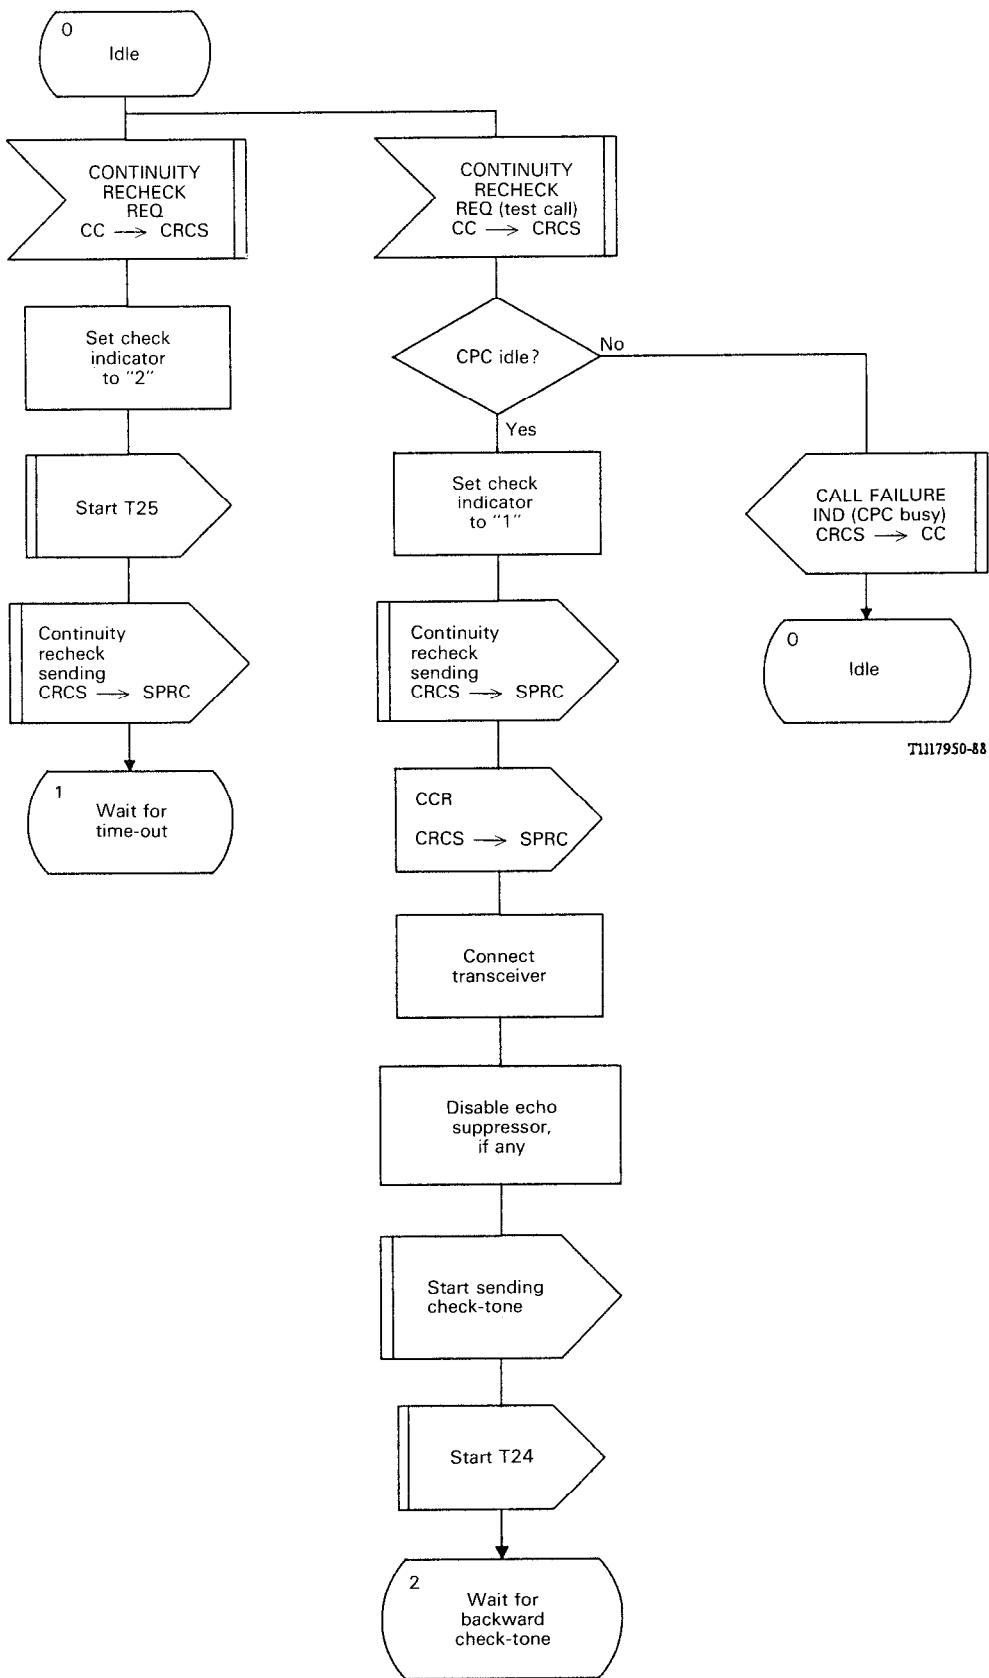 0
Idle
CONTINUITY
RECHECK
REQ
CC → CRCS
Set check
indicator
to "2"
Start T25
Continuity
recheck
sending
CRCS → SPRC
1
Wait for
time-out
CONTINUITY
RECHECK
REQ (test call)
CC → CRCS
CPC idle?
No
Yes
Set check
indicator
to "1"
Continuity
recheck
sending
CRCS → SPRC
CCR
CRCS → SPRC
Connect
transceiver
Disable echo
suppressor,
if any
Start sending
check-tone
Start T24
2
Wait for
backward
check-tone
CALL FAILURE
IND (CPC busy)
CRCS → CC
0
Idle
T1117950-88